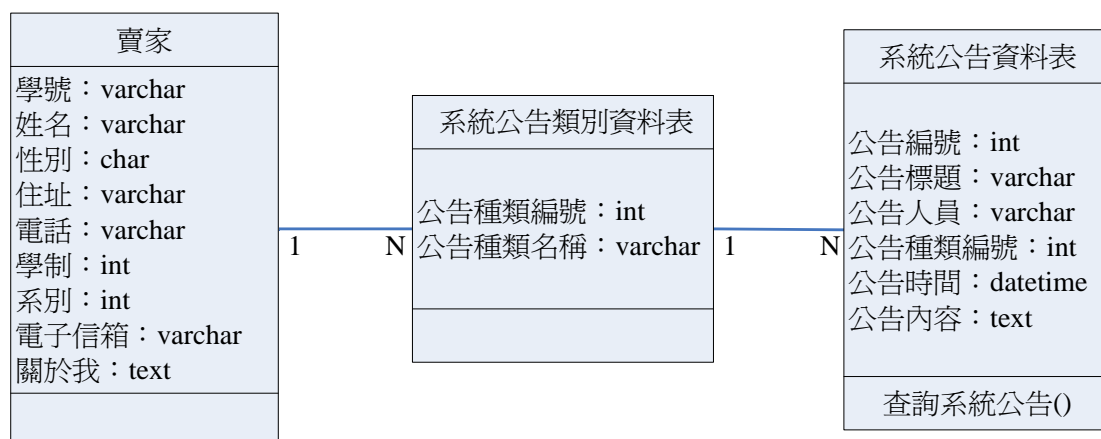 賣家
學號：varchar
姓名：varchar
性別：char
住址：varchar
電話：varchar
學制：int
系別：int
電子信箱：varchar
關於我：text
1
N
系統公告類別資料表
公告種類編號：int
公告種類名稱：varchar
1
N
系統公告資料表
公告編號：int
公告標題：varchar
公告人員：varchar
公告種類編號：int
公告時間：datetime
公告內容：text
查詢系統公告()